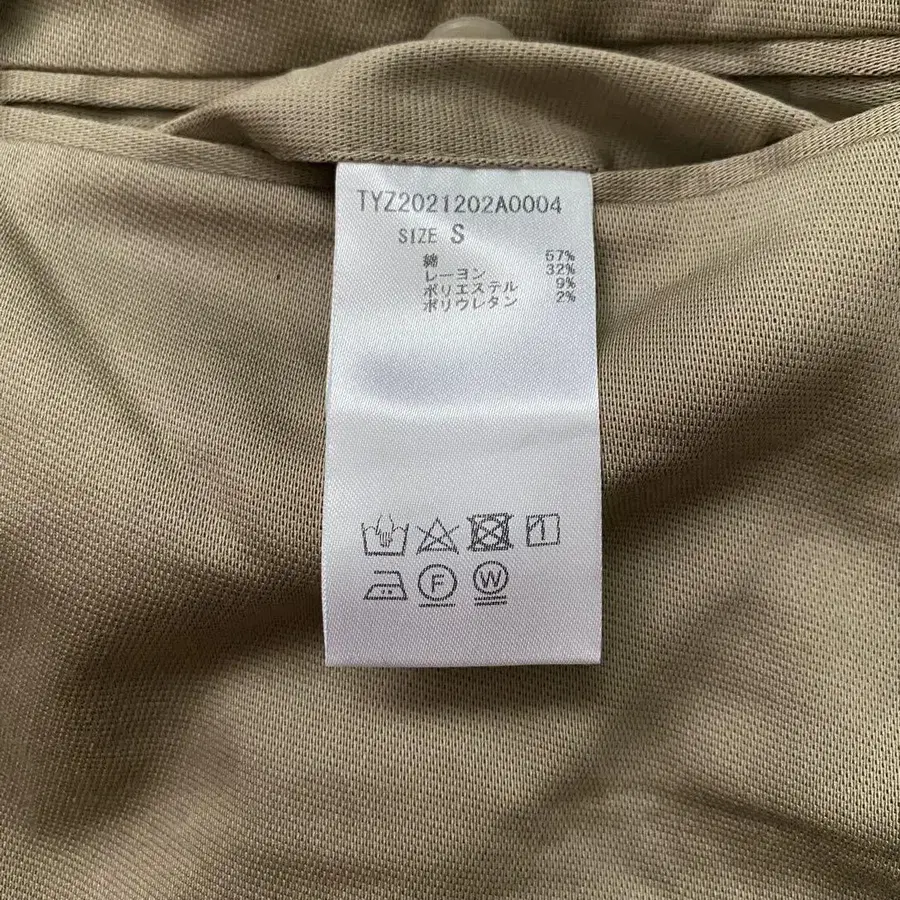 TYZ2021202A0004
SIZE S
綿 57%
レーヨン 32%
ポリエステル 9%
ポリウレタン 2%
F W